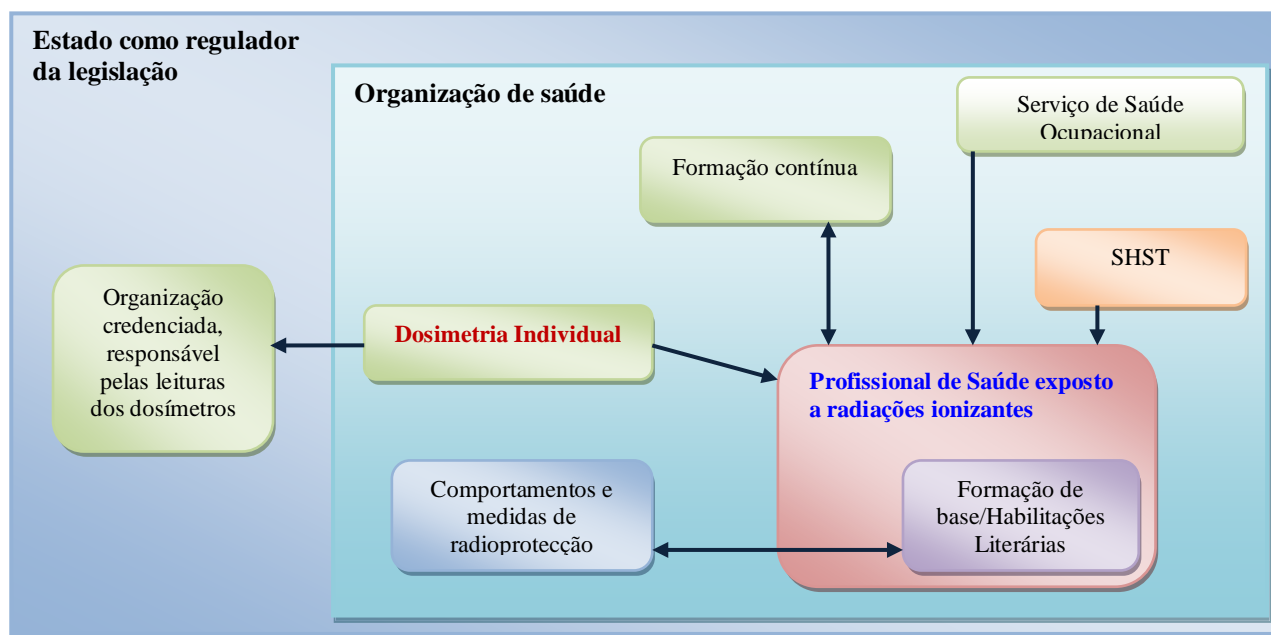 Estado como regulador
da legislação
Organização de saúde
Serviço de Saúde
Ocupacional
Formação contínua
SHST
Organização
credenciada,
responsável
pelas leituras
dos dosímetros
Dosimetria Individual
Profissional de Saúde exposto
a radiações ionizantes
Comportamentos e
medidas de
radioprotecção
Formação de
base/Habilitações
Literárias